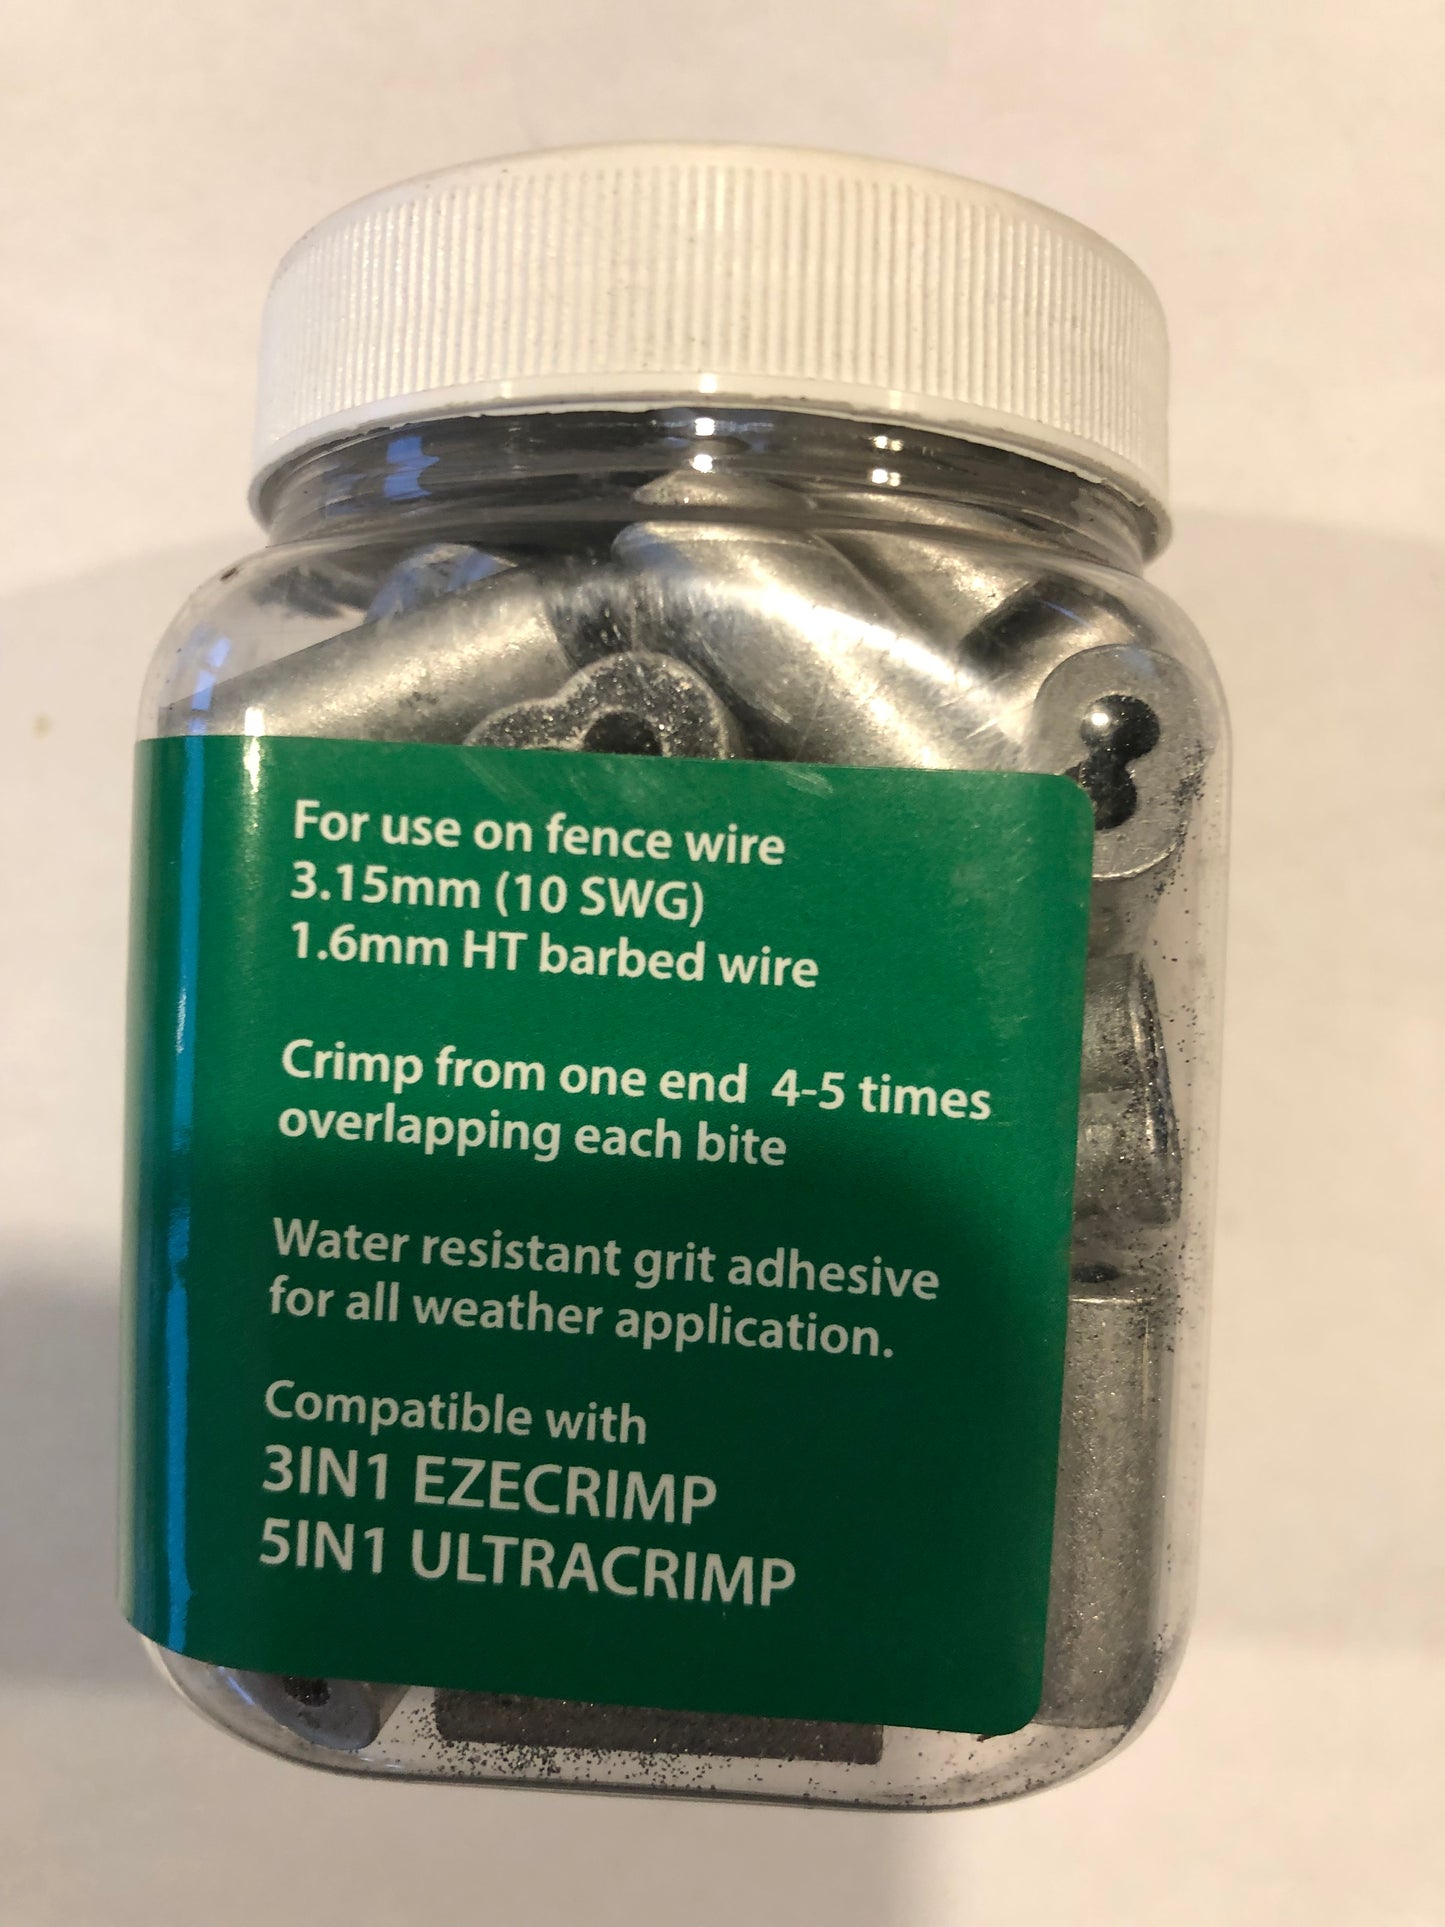 For use on fence wire
3.15mm (10 SWG)
1.6mm HT barbed wire
Crimp from one end 4-5 times
overlapping each bite
Water resistant grit adhesive
for all weather application.
Compatible with
3IN1 EZECRIMP
5IN1 ULTRACRIMP